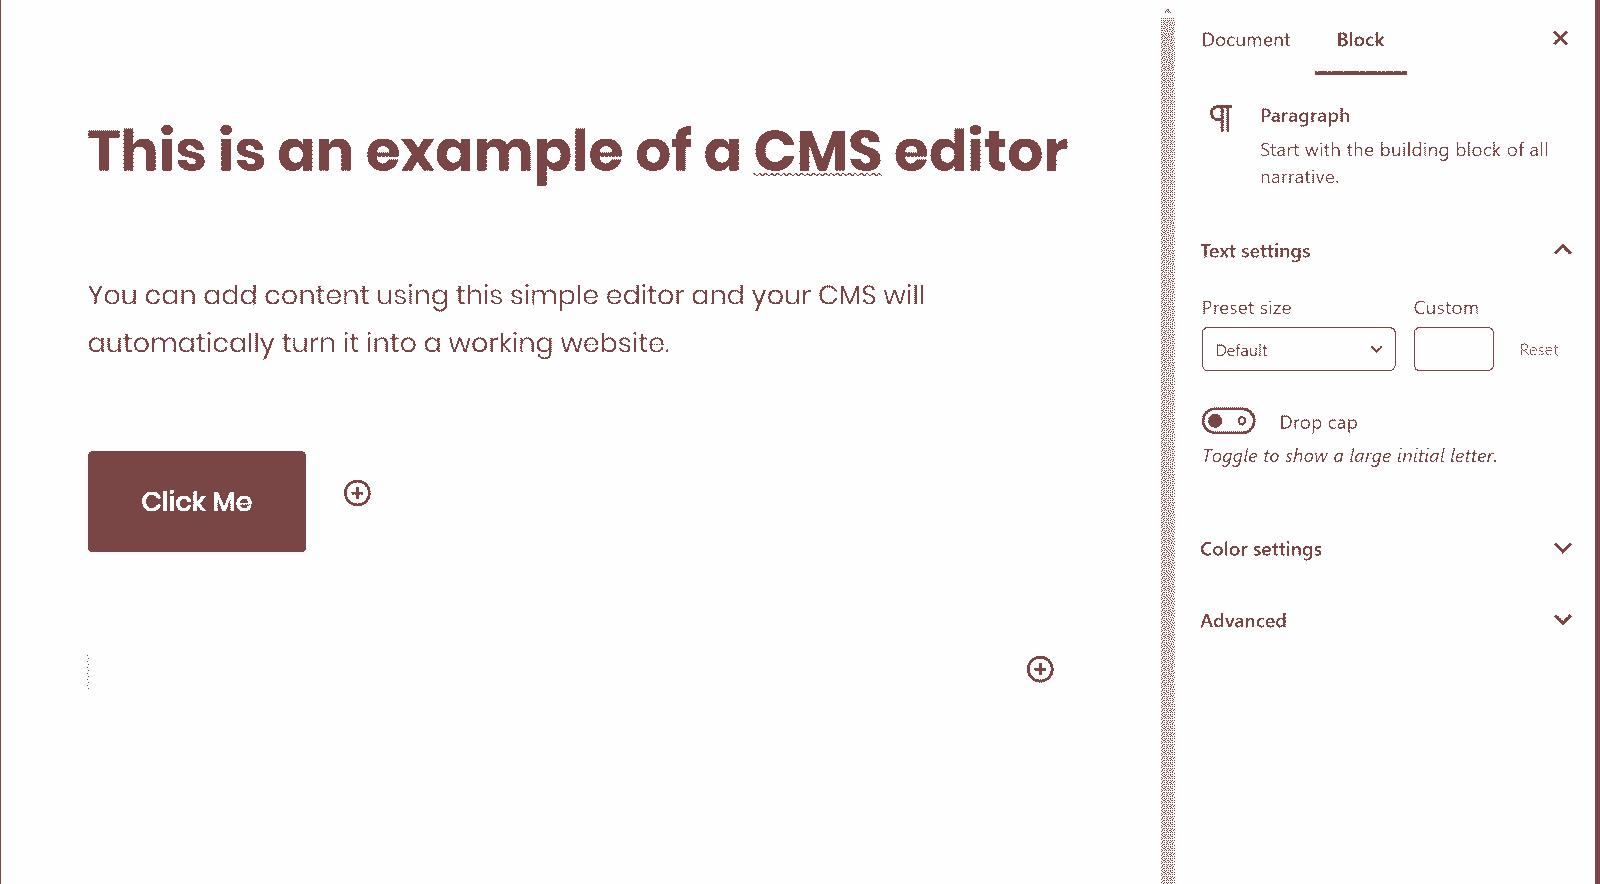 This is an example of a CMS editor
You can add content using this simple editor and your CMS will
automatically turn it into a working website.
Click Me
Document Block
Paragraph
Start with the building block of all
narrative.
Text settings
Preset size Custom
Default Reset
Drop cap
Toggle to show a large initial letter.
Color settings
Advanced